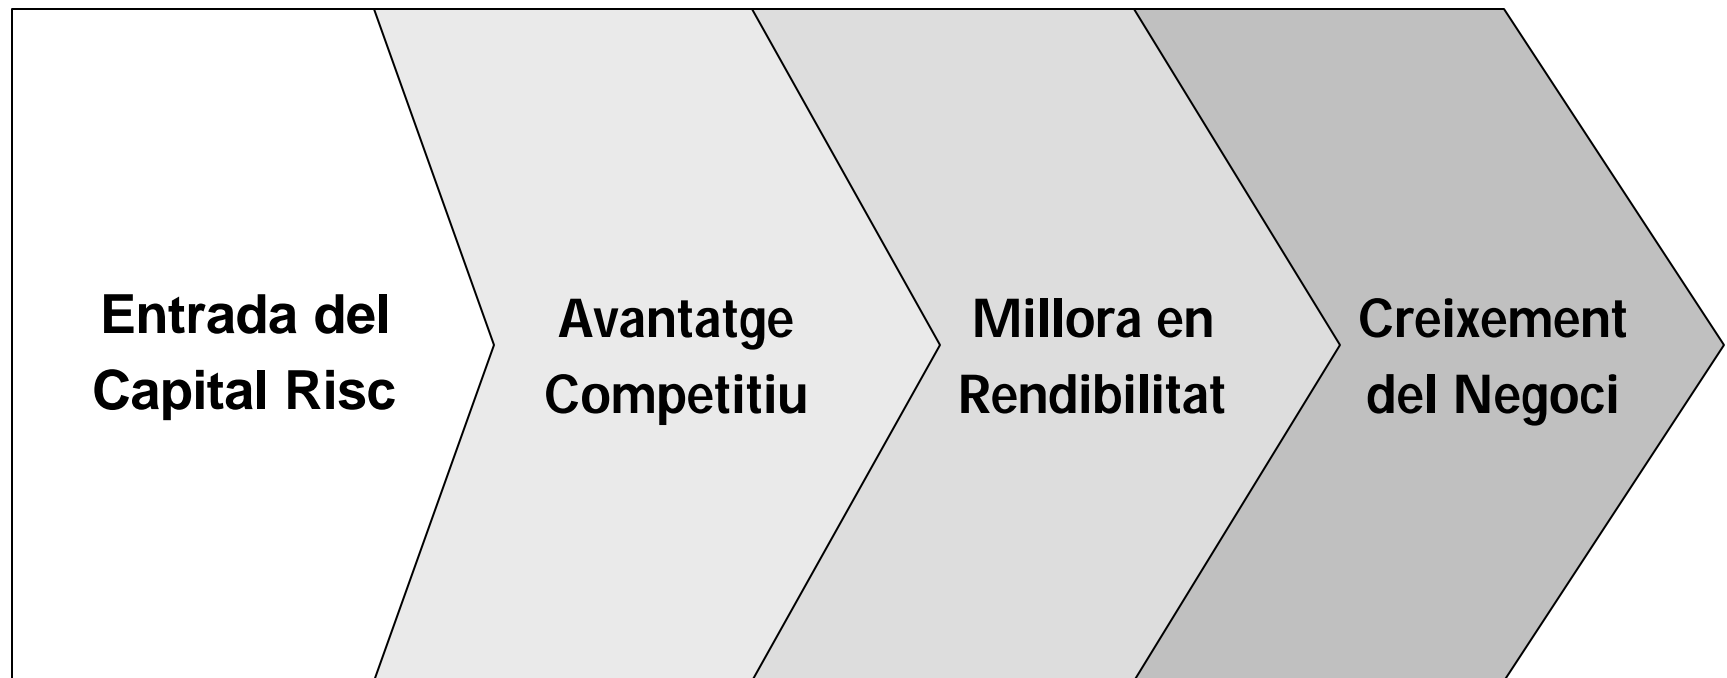 Entrada del
Capital Risc
Avantatge
Competitiu
Millora en
Rendibilitat
Creixement
del Negoci